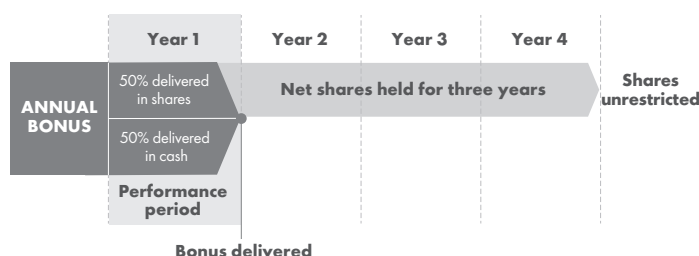 Year 1
Year 2
Year 3
Year 4
ANNUAL
BONUS
50% delivered
in shares
Net shares held for three years
Shares
unrestricted
50% delivered
in cash
Performance
period
Bonus delivered